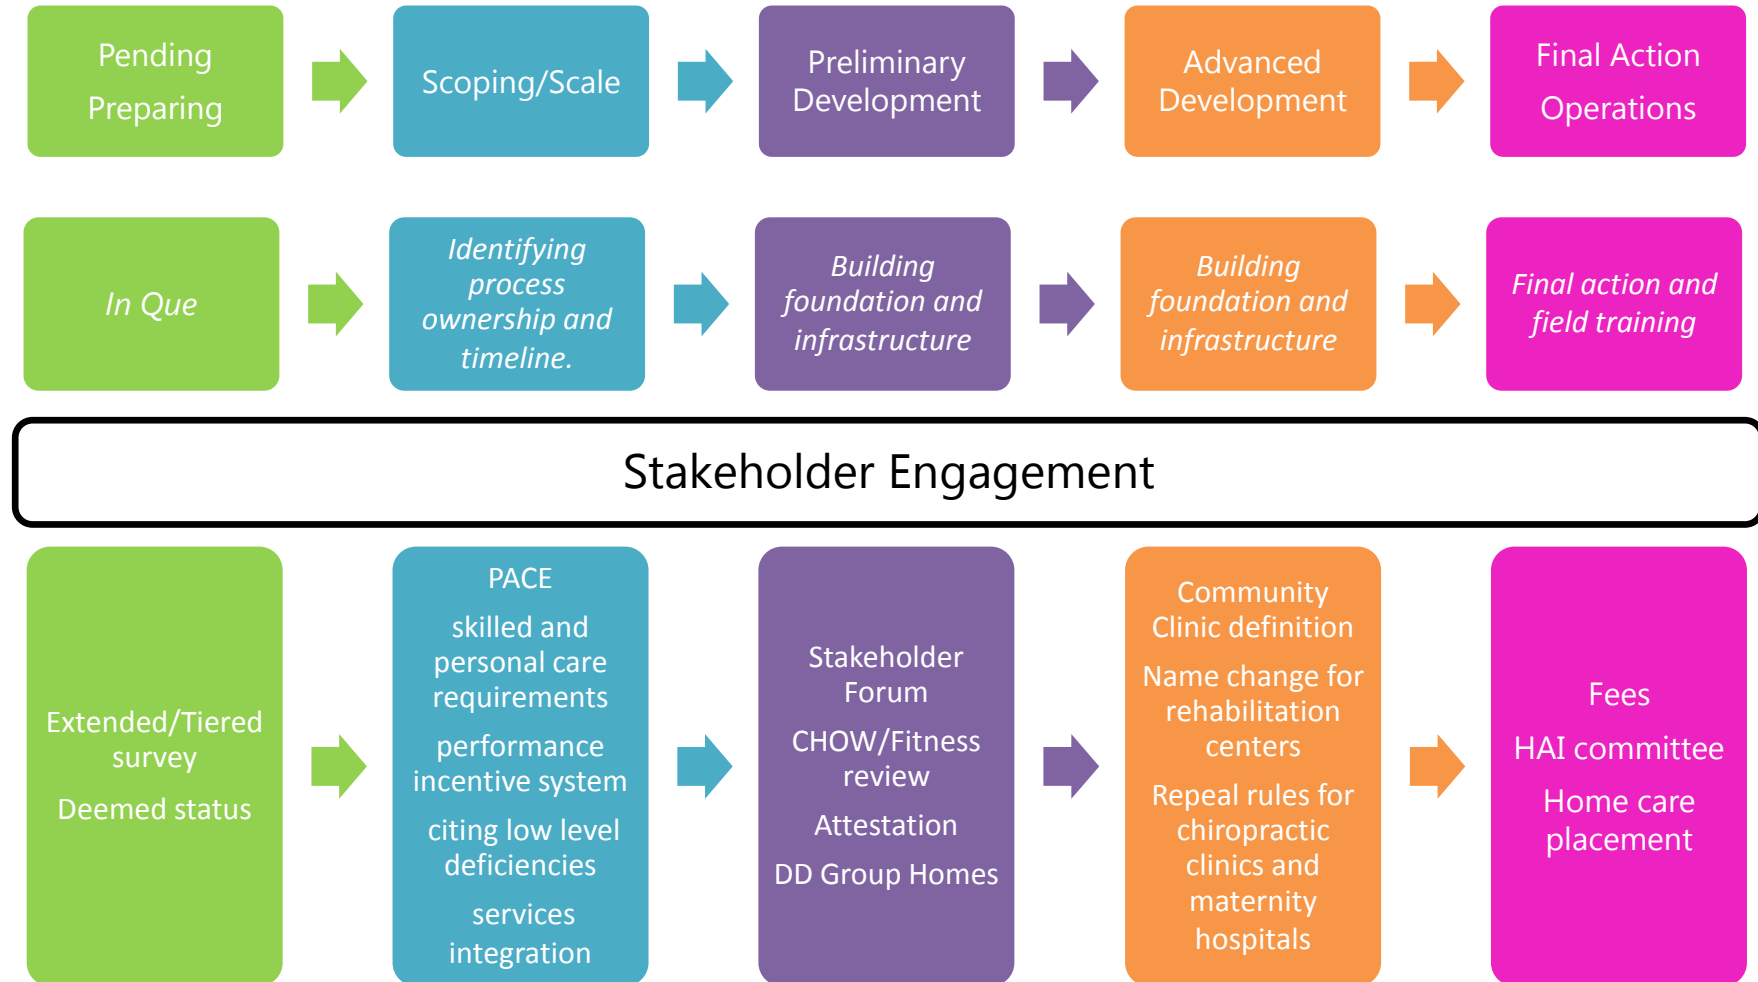 Pending
Preparing
Scoping/Scale
Preliminary
Development
Advanced
Development
Final Action
Operations
In Que
Identifying
process
ownership and
timeline.
Building
foundation and
infrastructure
Building
foundation and
infrastructure
Final action and
field training
Stakeholder Engagement
Extended/Tiered
survey
Deemed status
PACE
skilled and
personal care
requirements
performance
incentive system
citing low level
deficiencies
services
integration
Stakeholder
Forum
CHOW/Fitness
review
Attestation
DD Group Homes
Community
Clinic definition
Name change for
rehabilitation
centers
Repeal rules for
chiropractic
clinics and
maternity
hospitals
Fees
HAI committee
Home care
placement